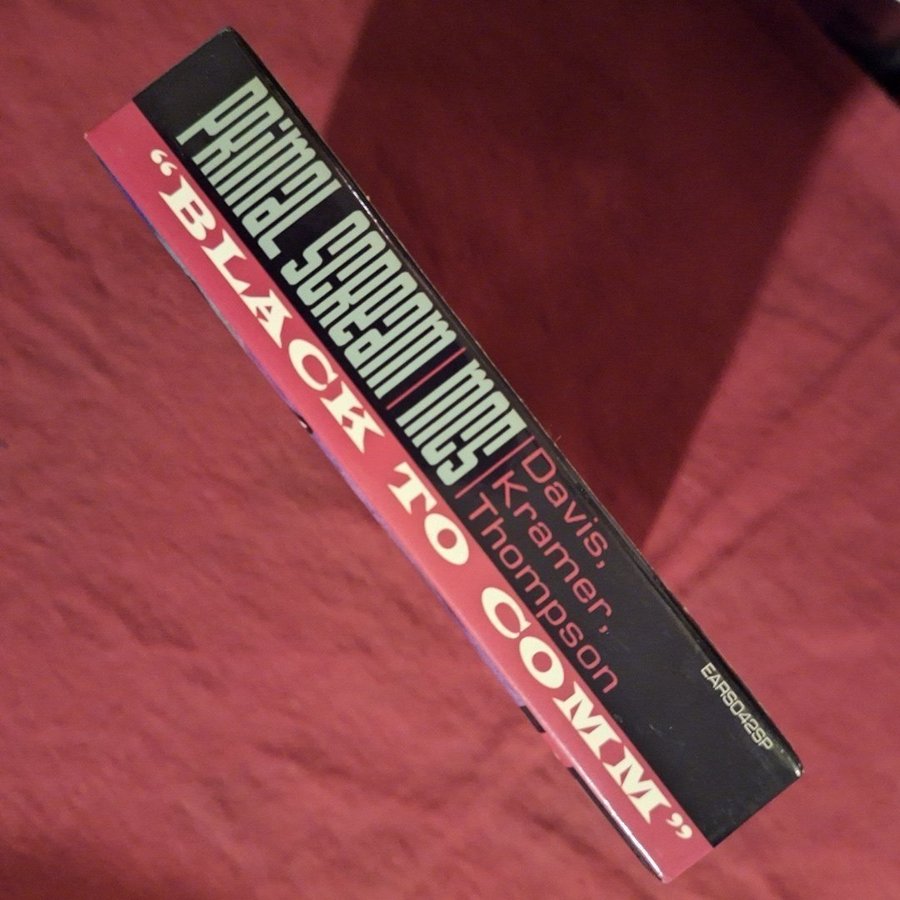 PRIMAL SCREAM | MC5 |
Davis,
Kramer,
Thompson
EARS042SP
“BLACK TO COMM”